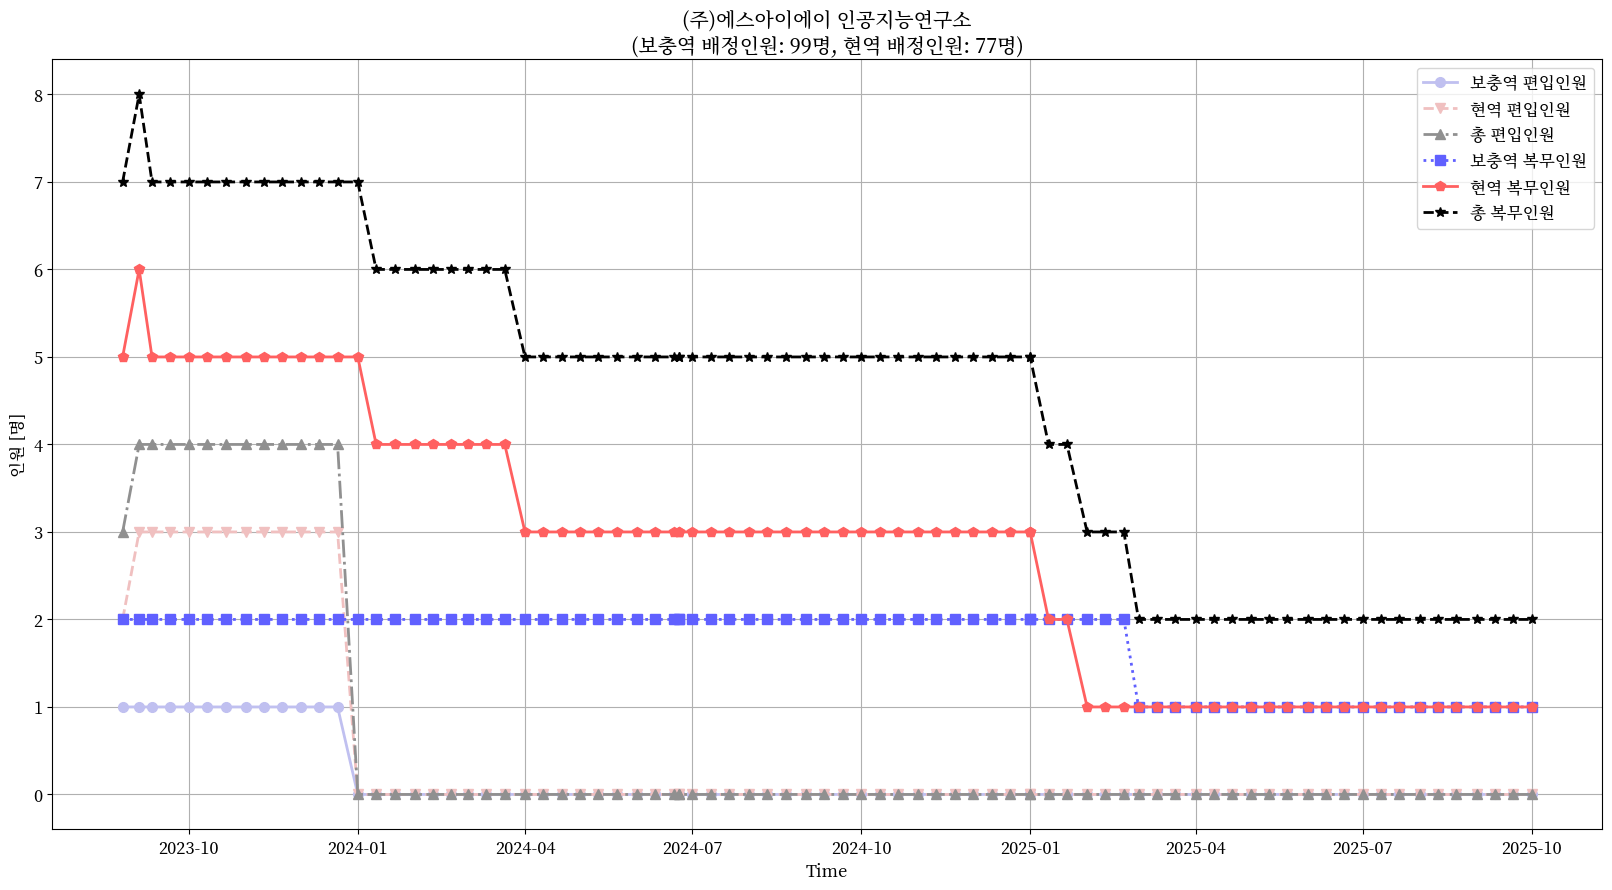 (주)에스아이에이 인공지능연구소
(보충역 배정인원: 99명, 현역 배정인원: 77명)
보충역 편입인원
현역 편입인원
총 편입인원
보충역 복무인원
현역 복무인원
총 복무인원
인원 [명]
8
7
6
5
4
3
2
1
0
2023-10
2024-01
2024-04
2024-07
2024-10
2025-01
2025-04
2025-07
2025-10
Time